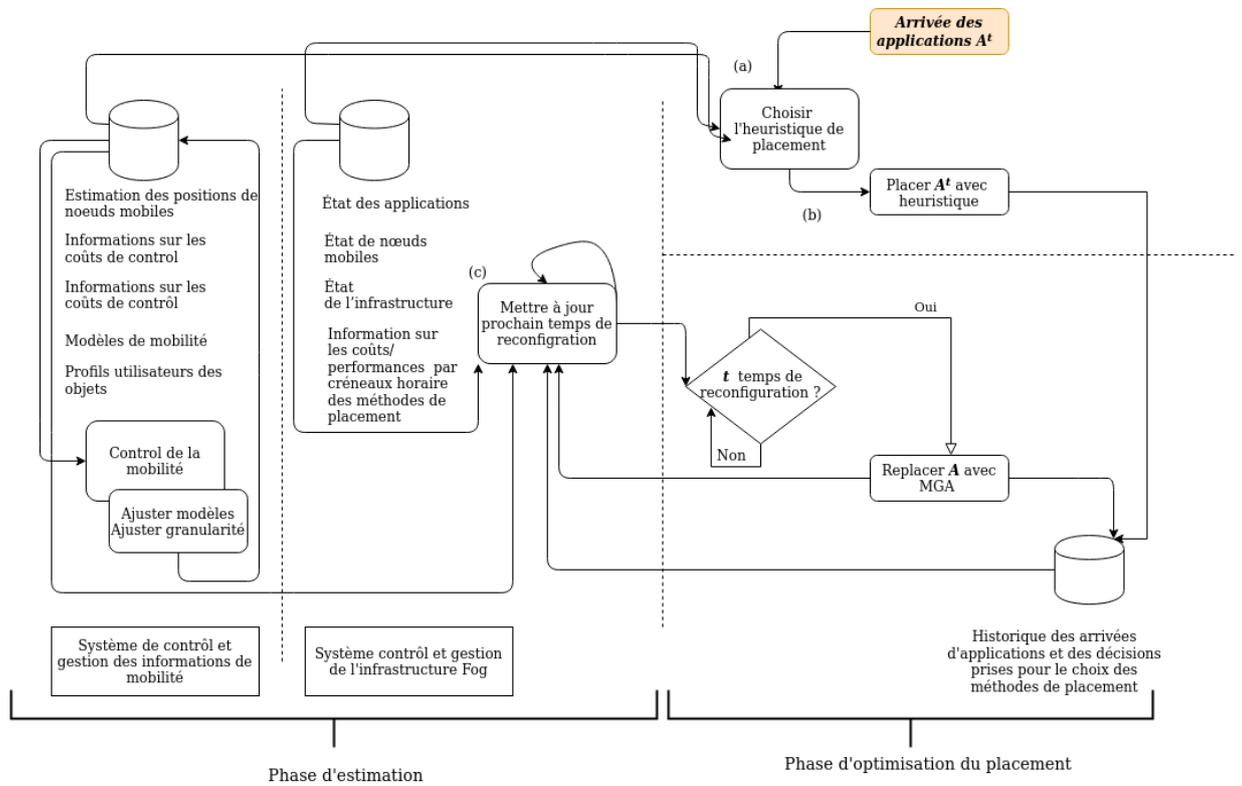 Arrivée des
applications Aᵗ
(a)
Choisir
l'heuristique de
placement
Placer Aᵗ avec
heuristique
(b)
Estimation des positions de
noeuds mobiles
Informations sur les
coûts de control
Informations sur les
coûts de contrôl
Modèles de mobilité
Profils utilisateurs des
objets
Control de la
mobilité
Ajuster modèles
Ajuster granularité
État des applications
État de nœuds
mobiles
État
de l’infrastructure
Information sur
les coûts/
performances par
créneaux horaire
des méthodes de
placement
(c)
Mettre à jour
prochain temps de
reconfigration
Oui
t temps de
reconfiguration ?
Non
Replacer A avec
MGA
Historique des arrivées
d'applications et des décisions
prises pour le choix des
méthodes de placement
Système de contrôl et
gestion des informations de
mobilité
Système contrôl et gestion
de l'infrastructure Fog
Phase d'estimation
Phase d'optimisation du placement